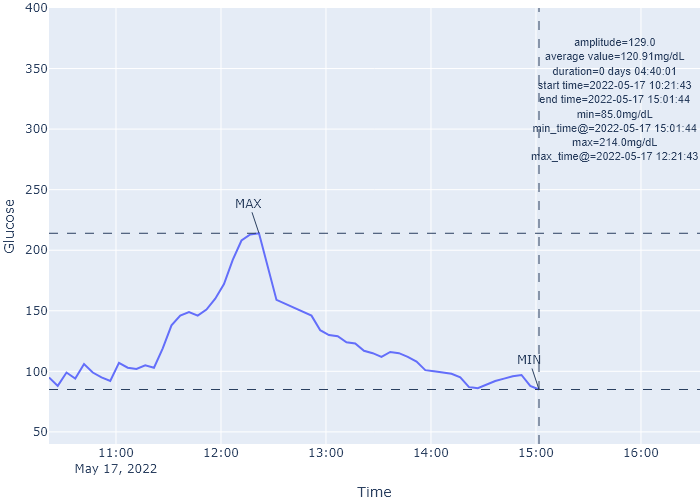 400
350
300
250
200
150
100
50
Glucose
amplitude=129.0
average value=120.91mg/dL
duration=0 days 04:40:01
start time=2022-05-17 10:21:43
end time=2022-05-17 15:01:44
min=85.0mg/dL
min_time@=2022-05-17 15:01:44
max=214.0mg/dL
max_time@=2022-05-17 12:21:43
MAX
MIN
11:00 12:00 13:00 14:00 15:00 16:00
May 17, 2022
Time